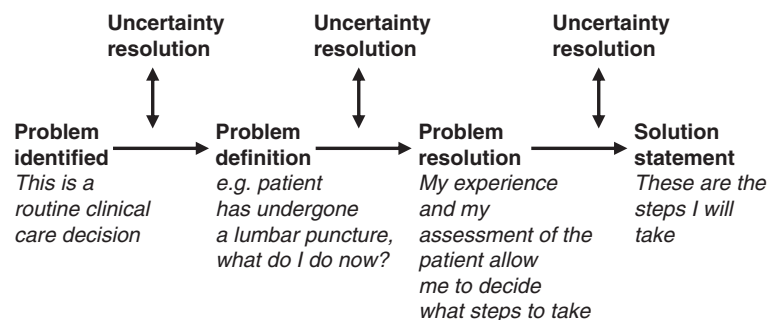 Uncertainty
resolution
Uncertainty
resolution
Uncertainty
resolution
Problem
identified
This is a
routine clinical
care decision
Problem
definition
e.g. patient
has undergone
a lumbar puncture,
what do I do now?
Problem
resolution
My experience
and my
assessment of the
patient allow
me to decide
what steps to take
Solution
statement
These are the
steps I will
take